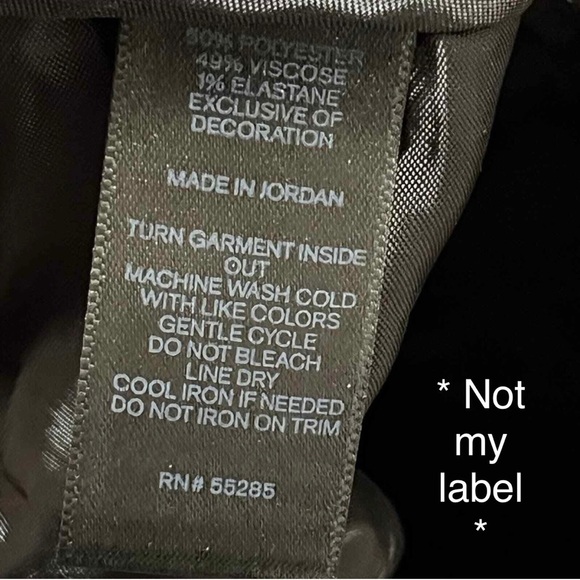 50% POLYESTER
49% VISCOSE
1% ELASTANE
EXCLUSIVE OF
DECORATION
MADE IN JORDAN
TURN GARMENT INSIDE
OUT
MACHINE WASH COLD
WITH LIKE COLORS
GENTLE CYCLE
DO NOT BLEACH
LINE DRY
COOL IRON IF NEEDED
DO NOT IRON ON TRIM
RN# 55285
* Not
my
label
*